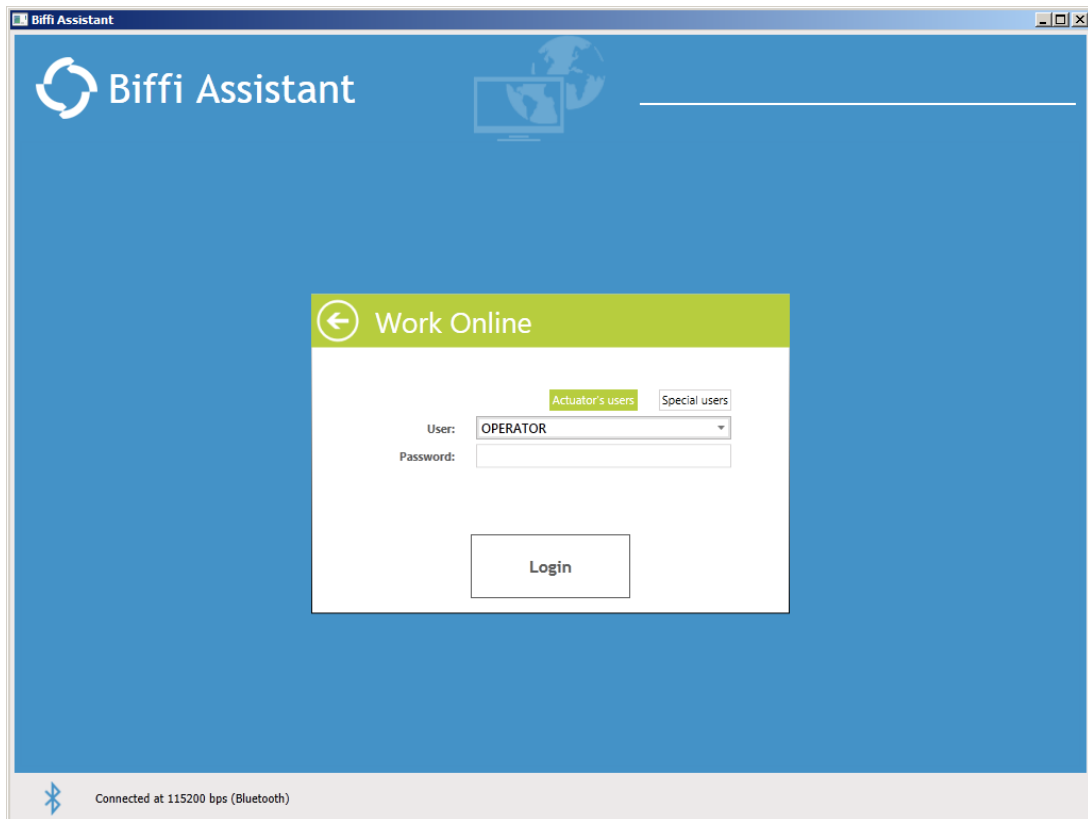 Biffi Assistant
Biffi Assistant
Work Online
Actuator's users Special users
User: OPERATOR
Password:
Login
Connected at 115200 bps (Bluetooth)